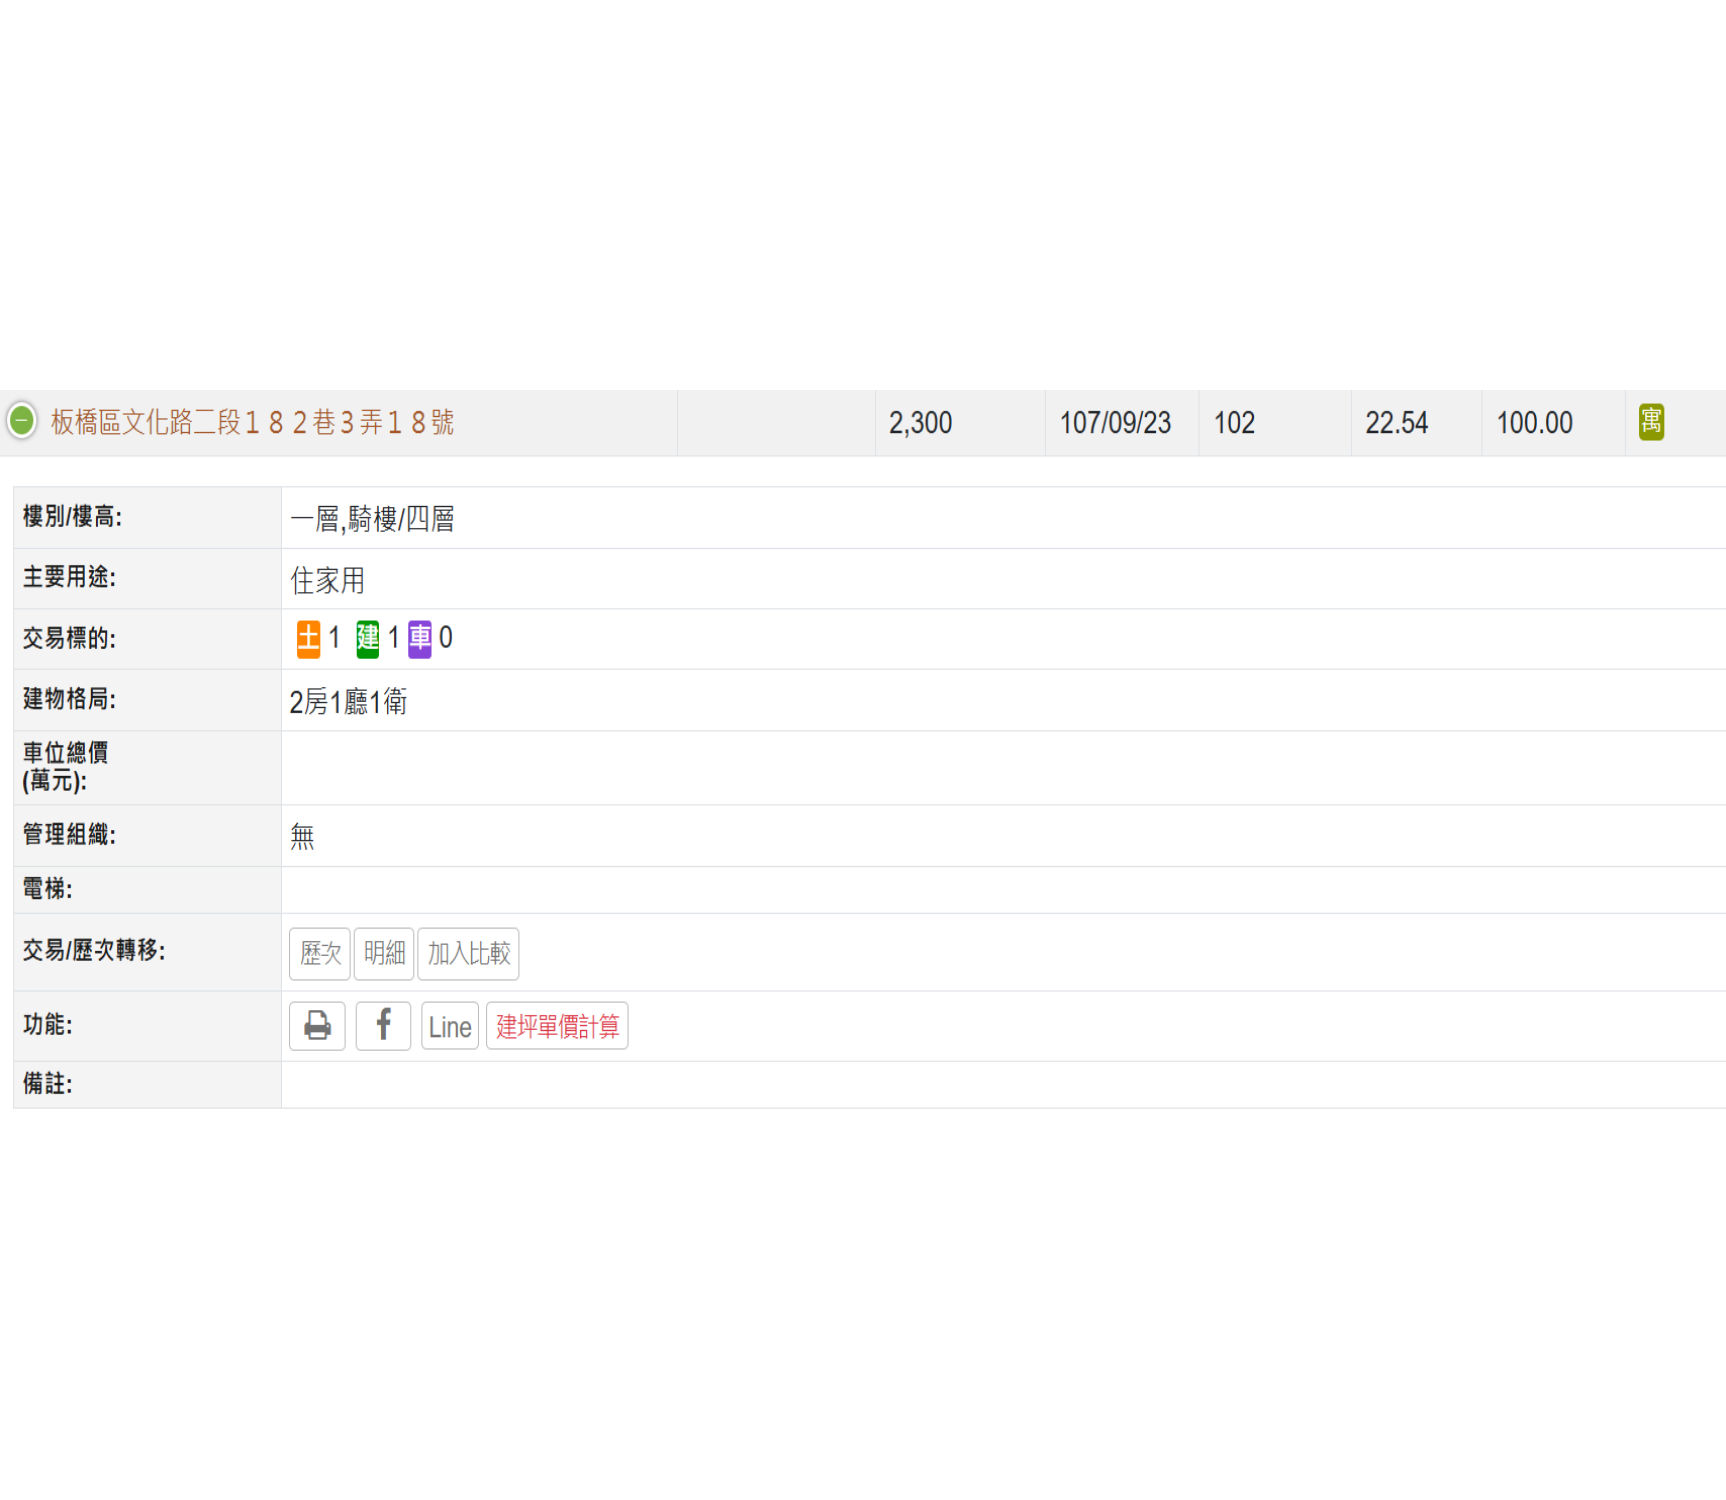 板橋區文化路二段１８２巷３弄１８號 2,300 107/09/23 102 22.54 100.00 寓
樓別/樓高: 一層,騎樓/四層
主要用途: 住家用
交易標的: 土 1 建 1 車 0
建物格局: 2房1廳1衛
車位總價
(萬元):
管理組織: 無
電梯:
交易/歷次轉移: 歷次 明細 加入比較
功能: Line 建坪單價計算
備註: